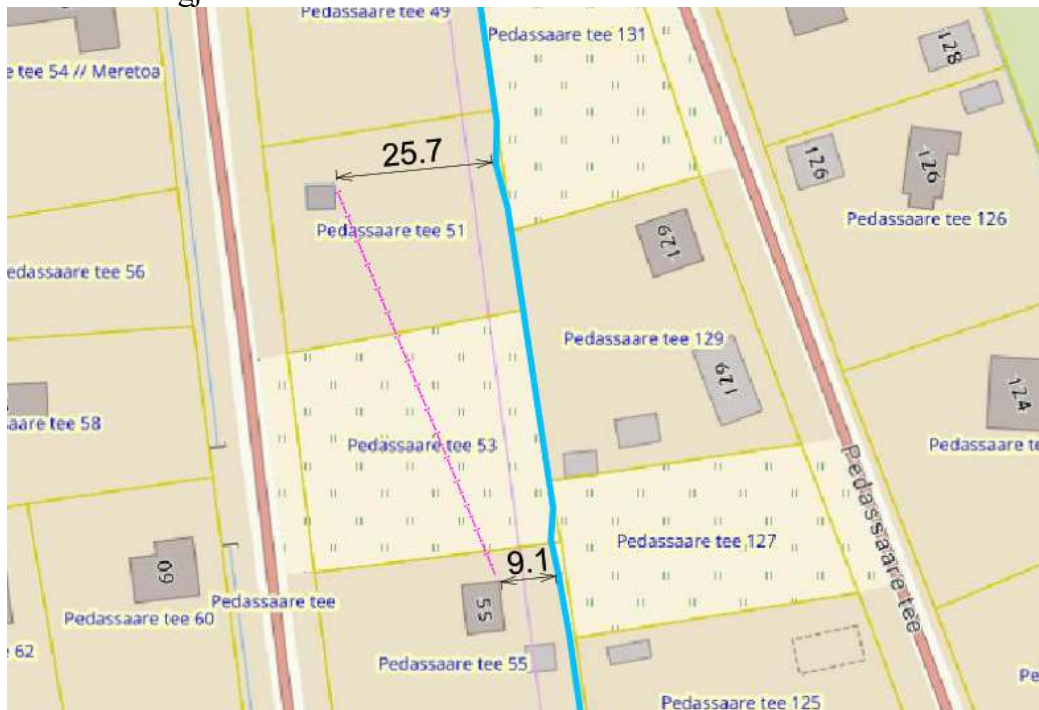 Pedassaare tee 49
Pedassaare tee 131
128
e tee 54 // Meretoa
25.7
126
126
Pedassaare tee 126
Pedassaare tee 51
129
edassaare tee 56
Pedassaare tee 129
129
124
aare tee 58
Pedassaare te
Pedassaare tee 53
Pedassaare tee
Pedassaare tee 127
9.1
60
Pedassaare tee
55
Pedassaare tee 60
62
Pedassaare tee 55
Pe
Pedassaare tee 125